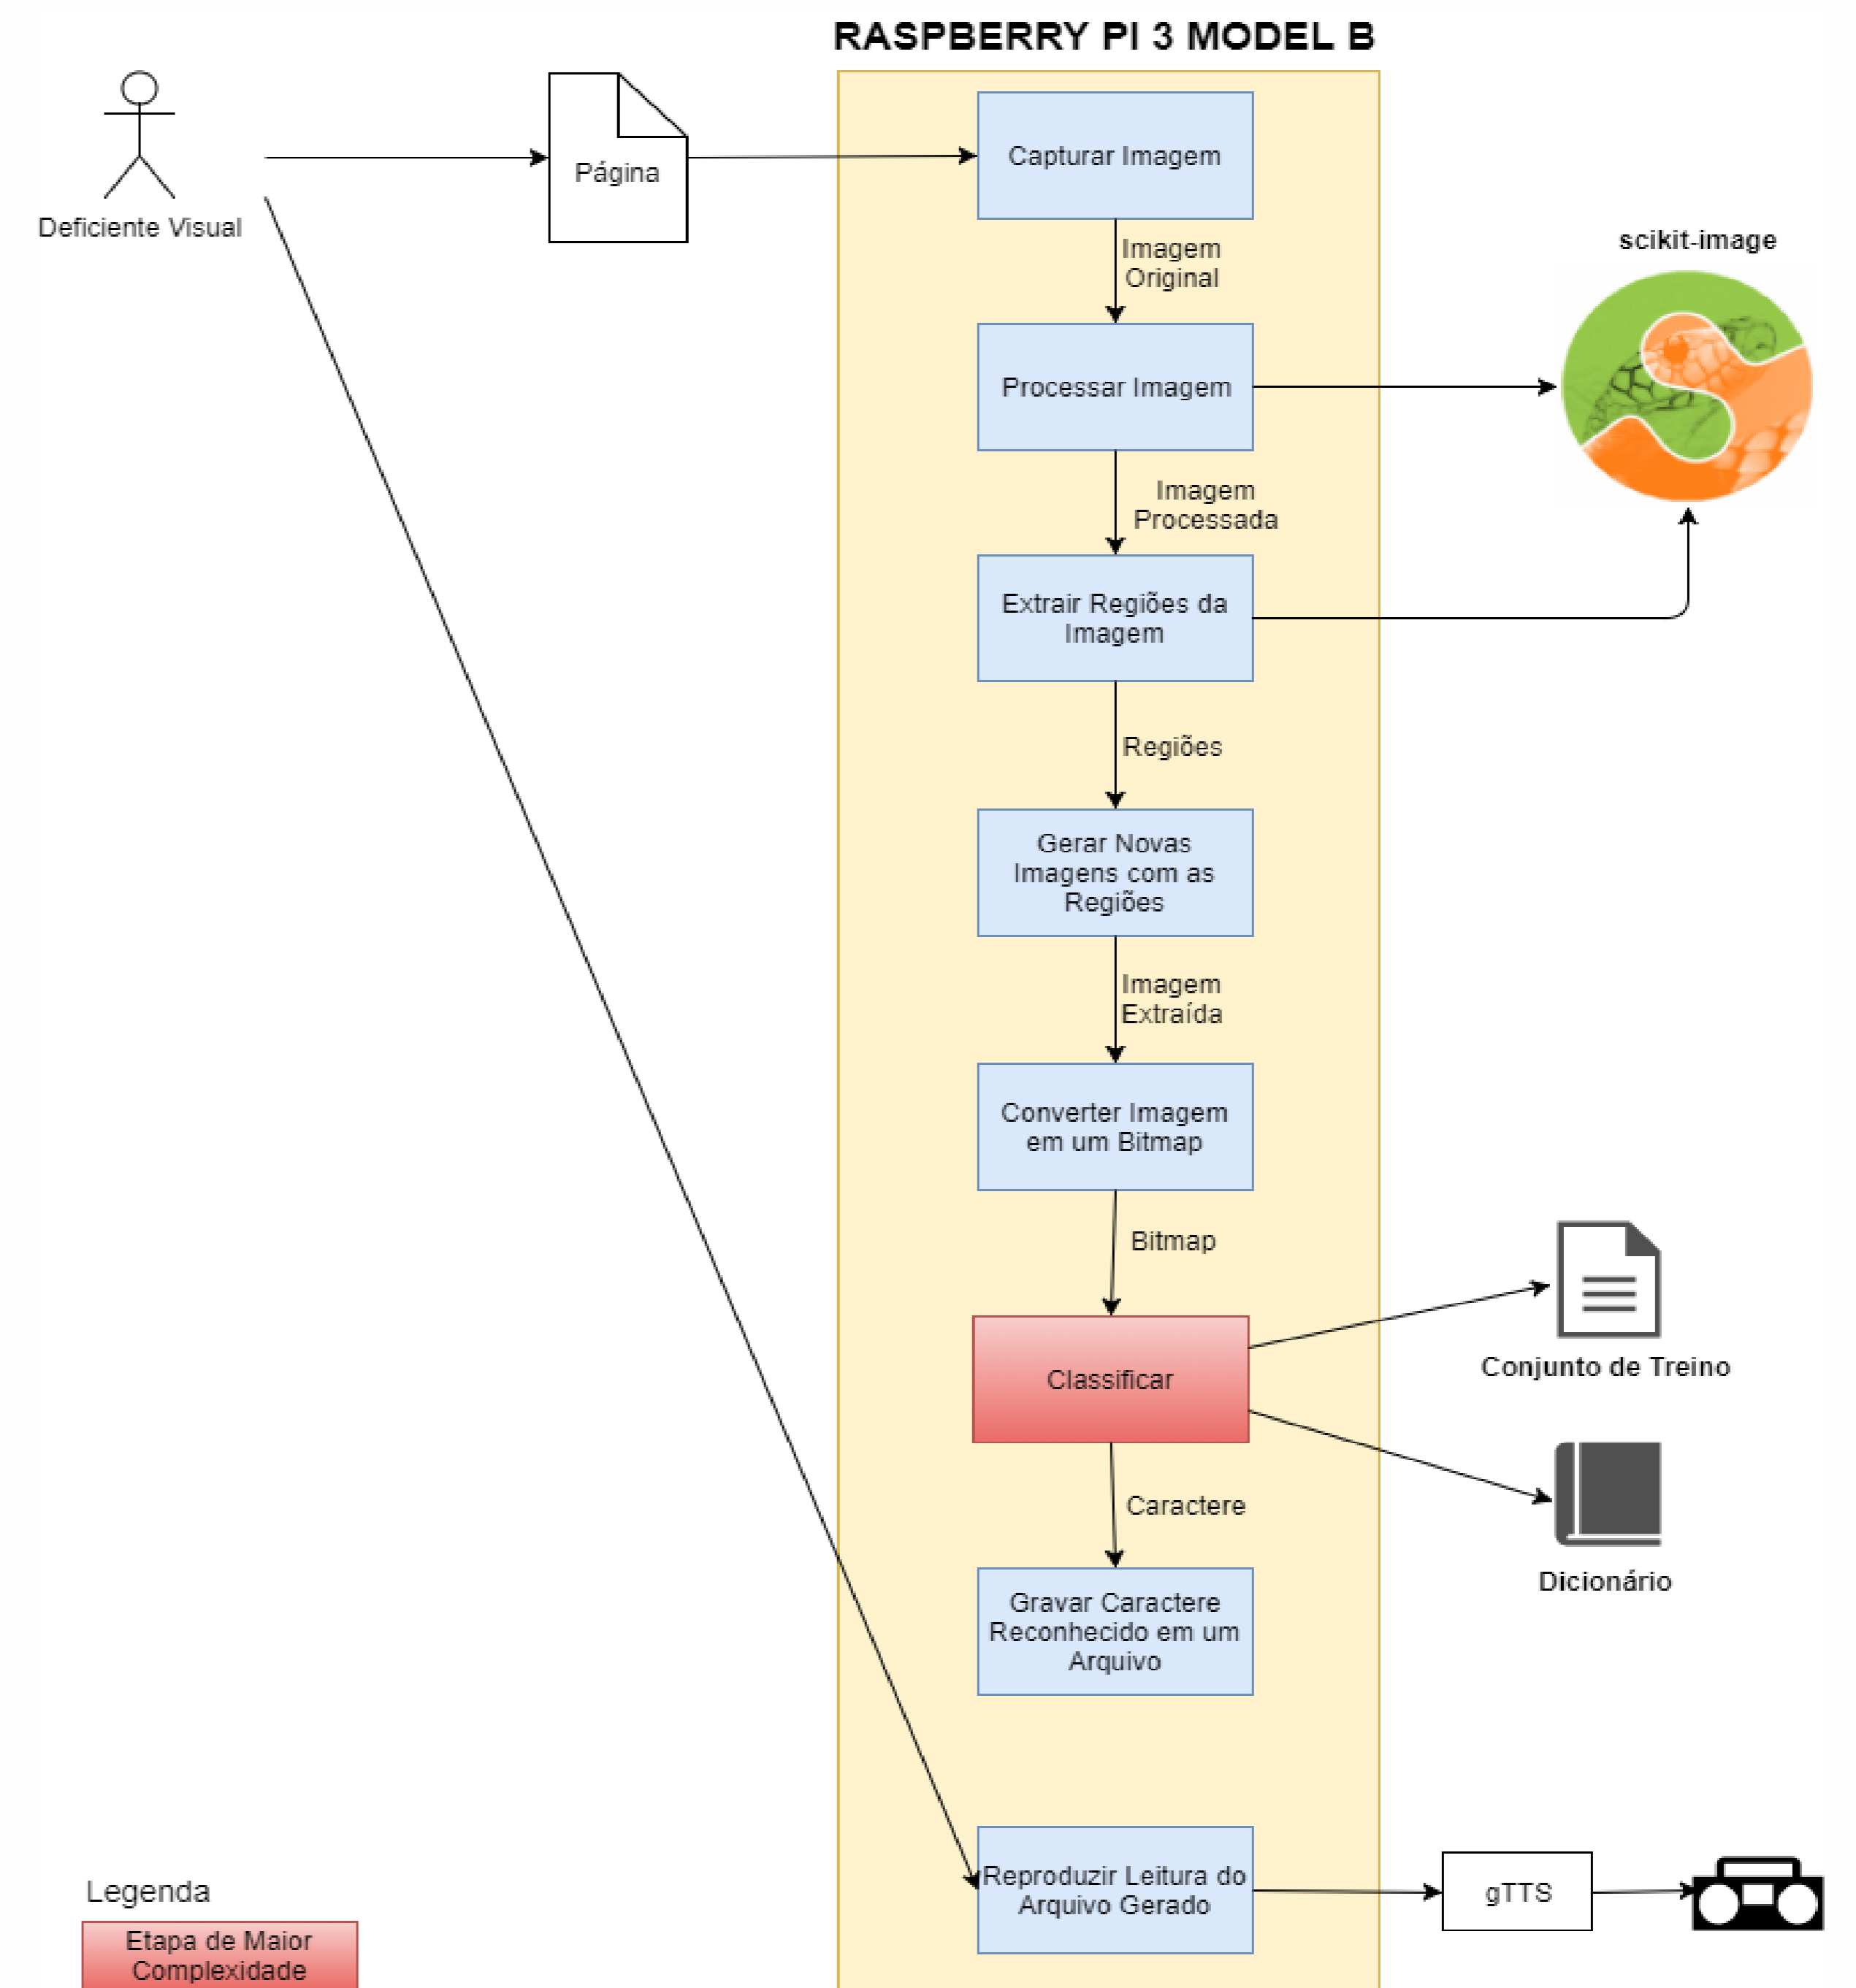 RASPBERRY PI 3 MODEL B
Deficiente Visual
Página
Capturar Imagem
Imagem
Original
scikit-image
Processar Imagem
Imagem
Processada
Extrair Regiões da
Imagem
Regiões
Gerar Novas
Imagens com as
Regiões
Imagem
Extraída
Converter Imagem
em um Bitmap
Bitmap
Classificar
Conjunto de Treino
Caractere
Dicionário
Gravar Caractere
Reconhecido em um
Arquivo
Reproduzir Leitura do
Arquivo Gerado
gTTS
Legenda
Etapa de Maior
Complexidade